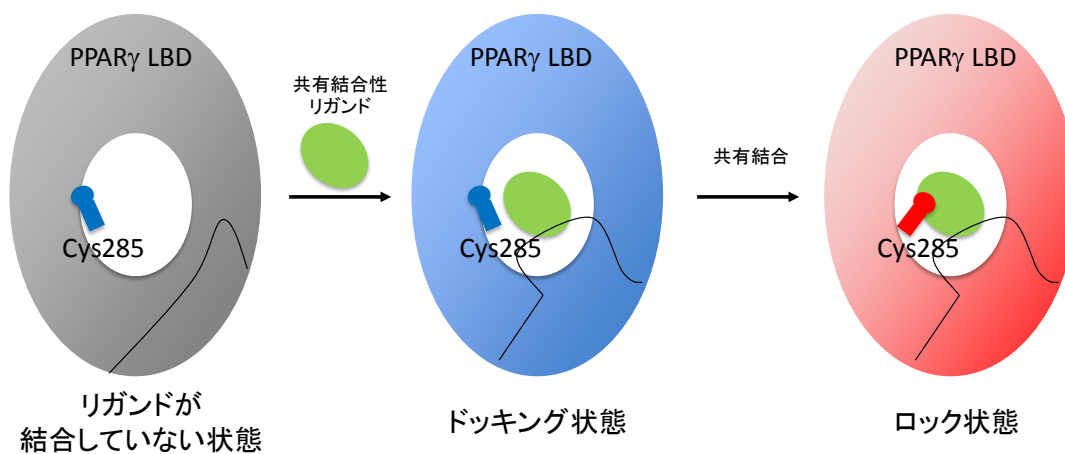 PPARγ LBD
Cys285
リガンドが
結合していない状態
共有結合性
リガンド
PPARγ LBD
Cys285
ドッキング状態
共有結合
PPARγ LBD
Cys285
ロック状態